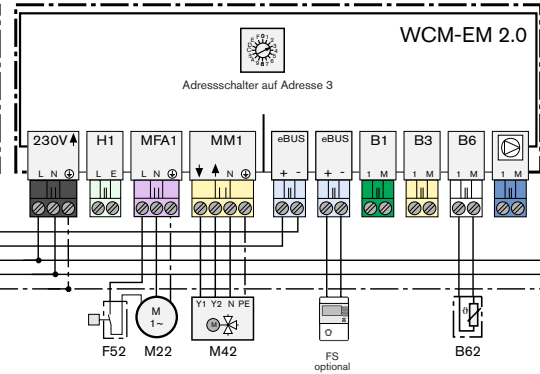 WCM-EM 2.0
Adressschalter auf Adresse 3
230V H1 MFA1 MM1 eBUS eBUS B1 B3 B6
L N L E L N N + - + - 1 M 1 M 1 M 1 M
Y1 Y2 N PE
M
1~
M
ϑ
F52 M22 M42 FS
optional B62